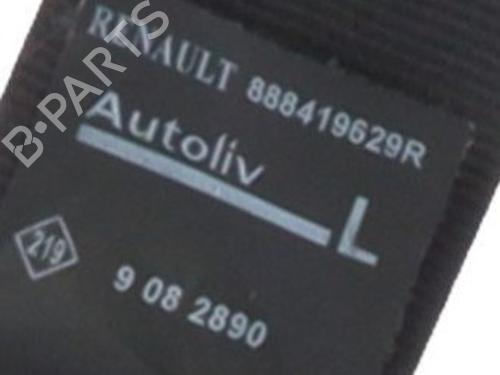 B-PARTS
RENAULT 888419629R
Autoliv
L
219
9 08 2890